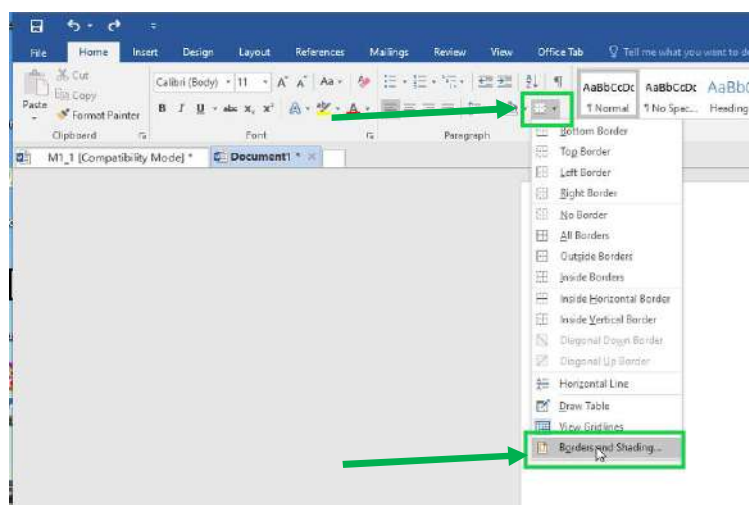 File Home Insert Design Layout References Mailings Review View Office Tab Tell me what you want to do
Cut
Copy
Paste
Format Painter
Clipboard
Calibri (Body) 11 A A Aa
B I U abc x, x² A A
Font
Paragraph
AaBbCcDc AaBbCcDc AaBbC
¶ Normal ¶ No Spac... Heading
M1_1 [Compatibility Mode] * Document1 *
Bottom Border
Top Border
Left Border
Right Border
No Border
All Borders
Outside Borders
Inside Borders
Inside Horizontal Border
Inside Vertical Border
Diagonal Down Border
Diagonal Up Border
Horizontal Line
Draw Table
View Gridlines
Borders and Shading...